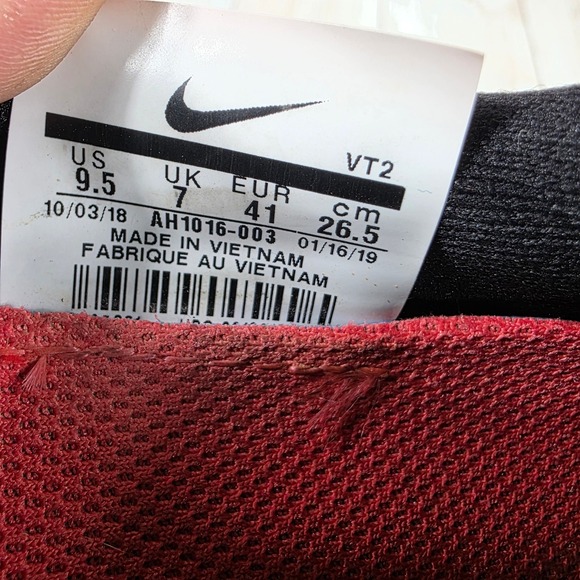 VT2
US UK EUR cm
9.5 7 41 26.5
10/03/18 AH1016-003 01/16/19
MADE IN VIETNAM
FABRIQUE AU VIETNAM